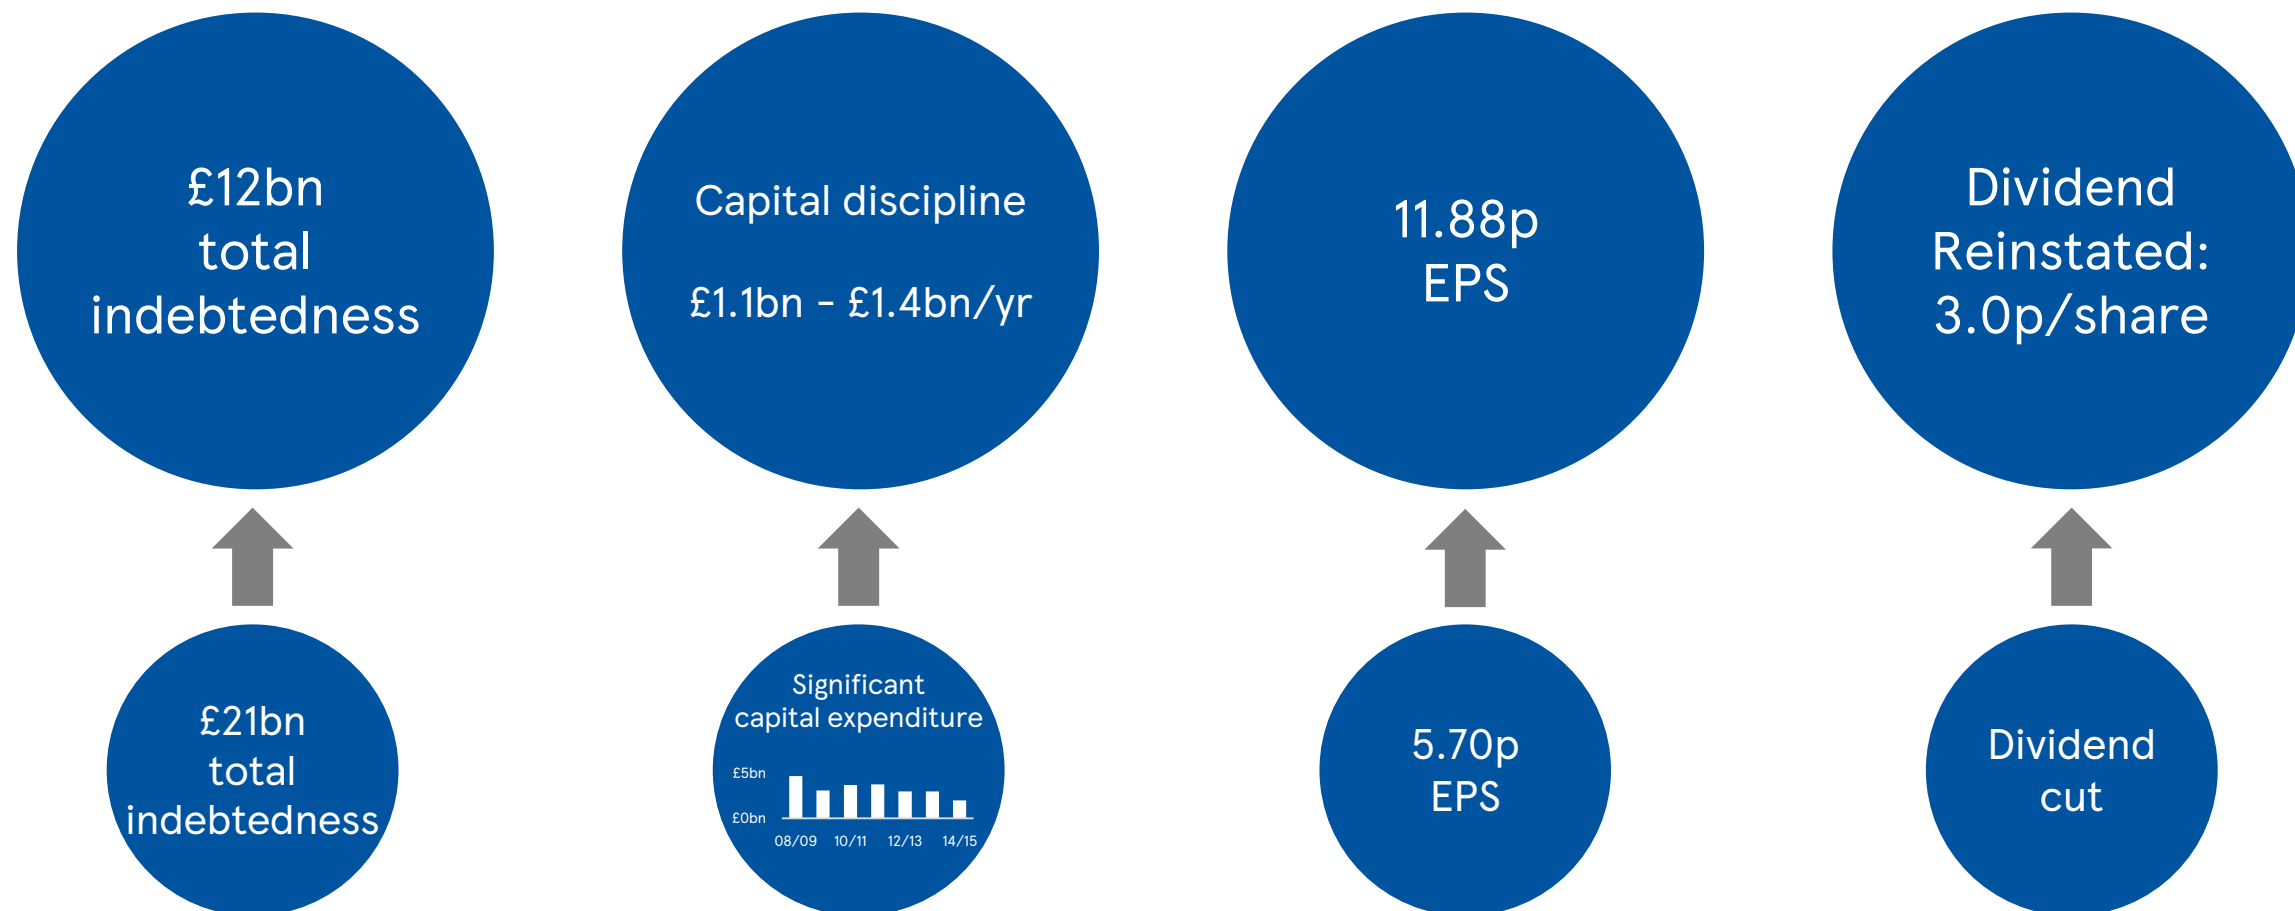 £12bn
total
indebtedness
Capital discipline
£1.1bn - £1.4bn/yr
11.88p
EPS
Dividend
Reinstated:
3.0p/share
£21bn
total
indebtedness
Significant
capital expenditure
£5bn
£0bn
08/09 10/11 12/13 14/15
5.70p
EPS
Dividend
cut